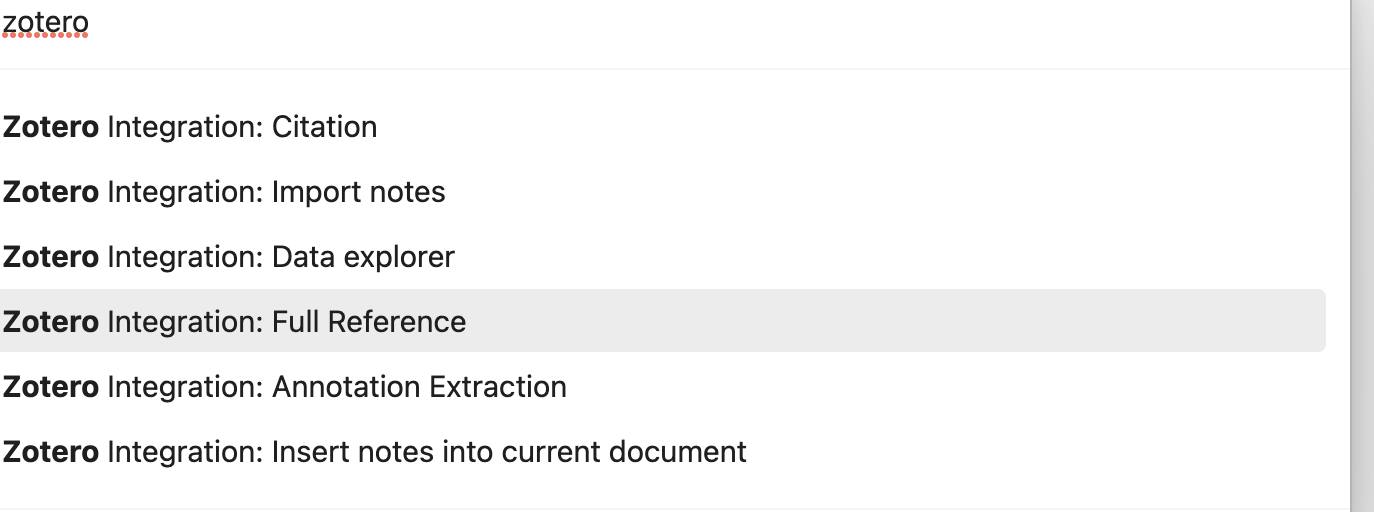 zotero
Zotero Integration: Citation
Zotero Integration: Import notes
Zotero Integration: Data explorer
Zotero Integration: Full Reference
Zotero Integration: Annotation Extraction
Zotero Integration: Insert notes into current document